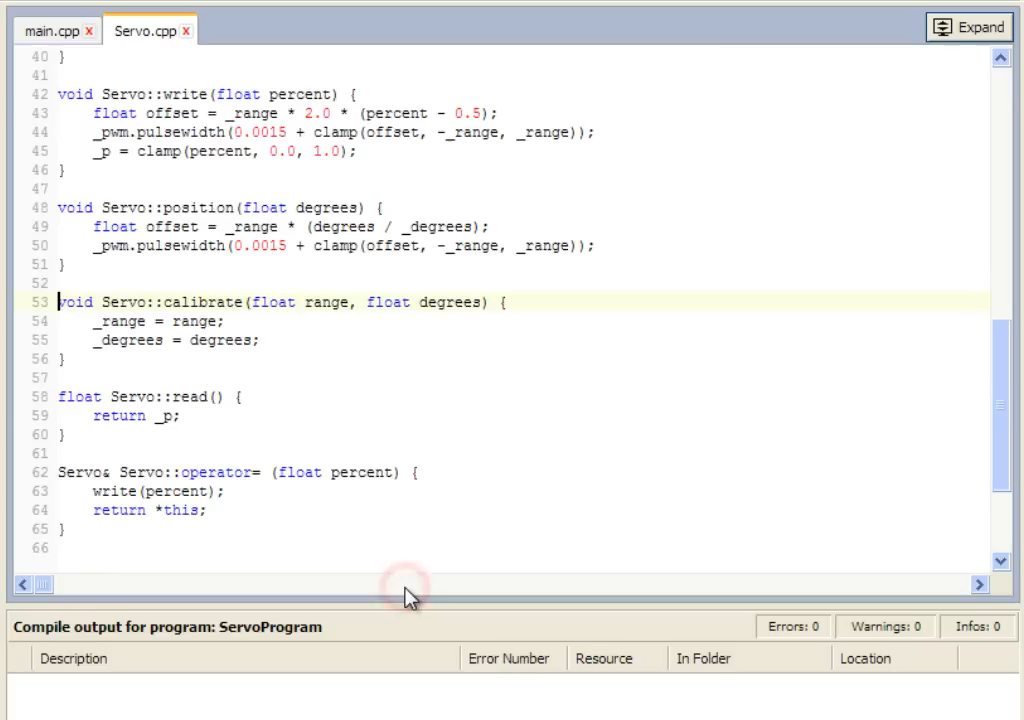 main.cpp x Servo.cpp x Expand
40 }
41
42 void Servo::write(float percent) {
43     float offset = _range * 2.0 * (percent - 0.5);
44     _pwm.pulsewidth(0.0015 + clamp(offset, -_range, _range));
45     _p = clamp(percent, 0.0, 1.0);
46 }
47
48 void Servo::position(float degrees) {
49     float offset = _range * (degrees / _degrees);
50     _pwm.pulsewidth(0.0015 + clamp(offset, -_range, _range));
51 }
52
53 void Servo::calibrate(float range, float degrees) {
54     _range = range;
55     _degrees = degrees;
56 }
57
58 float Servo::read() {
59     return _p;
60 }
61
62 Servo& Servo::operator= (float percent) {
63     write(percent);
64     return *this;
65 }
66
Compile output for program: ServoProgram Errors: 0 Warnings: 0 Infos: 0
Description Error Number Resource In Folder Location